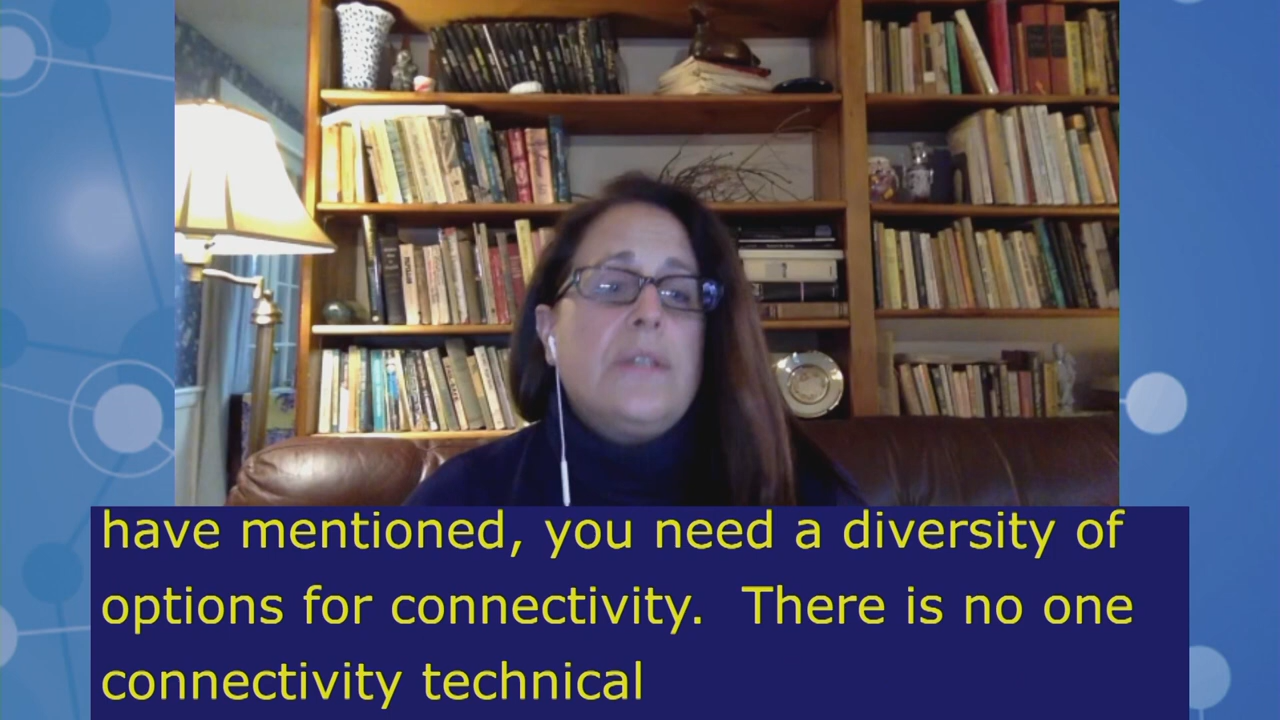 have mentioned, you need a diversity of
options for connectivity.  There is no one
connectivity technical